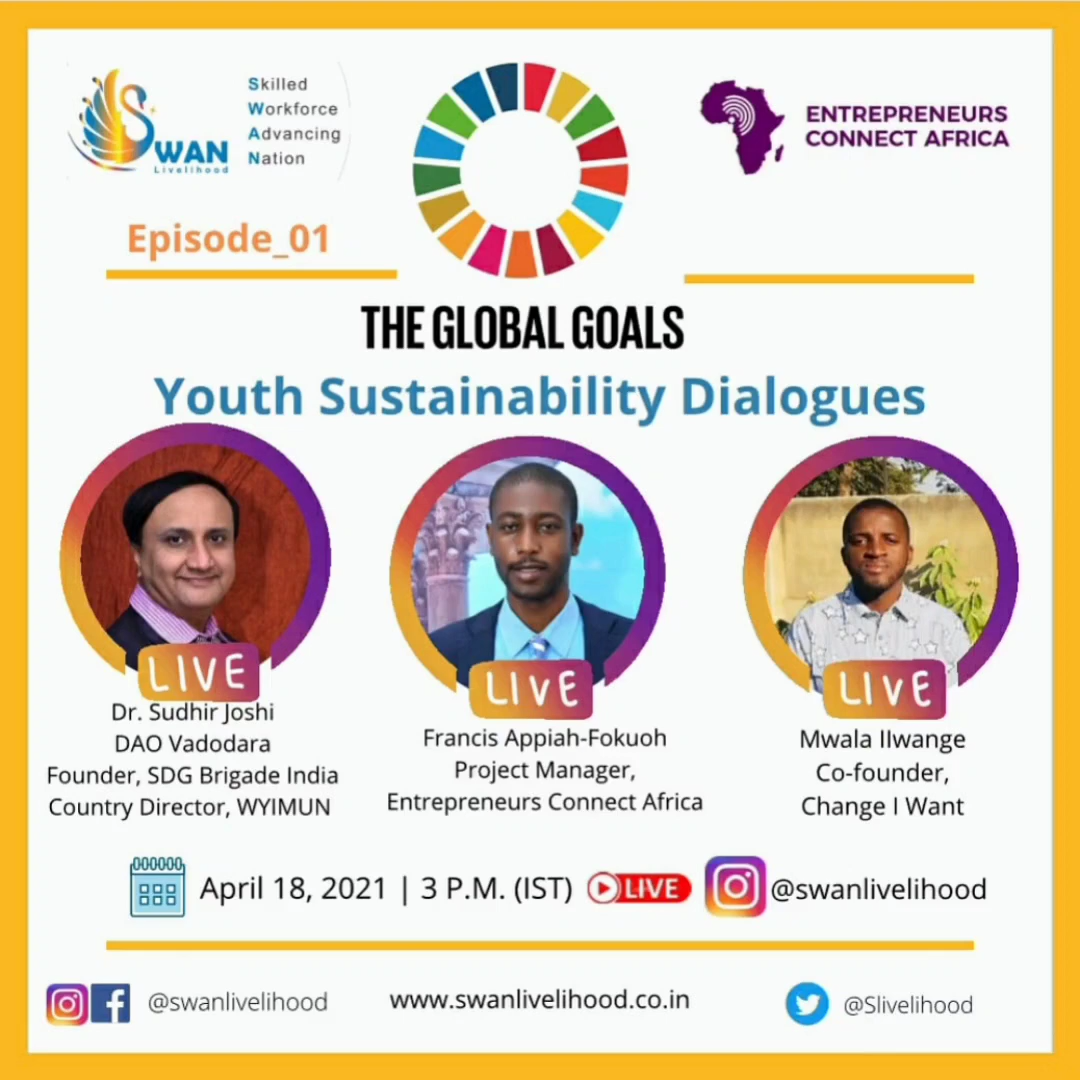 SWAN
Livelihood
Skilled
Workforce
Advancing
Nation
ENTREPRENEURS
CONNECT AFRICA
Episode_01
THE GLOBAL GOALS
Youth Sustainability Dialogues
LIVE
Dr. Sudhir Joshi
DAO Vadodara
Founder, SDG Brigade India
Country Director, WYIMUN
LIVE
Francis Appiah-Fokuoh
Project Manager,
Entrepreneurs Connect Africa
LIVE
Mwala IIwange
Co-founder,
Change I Want
April 18, 2021 | 3 P.M. (IST) LIVE @swanlivelihood
@swanlivelihood www.swanlivelihood.co.in @Slivelihood